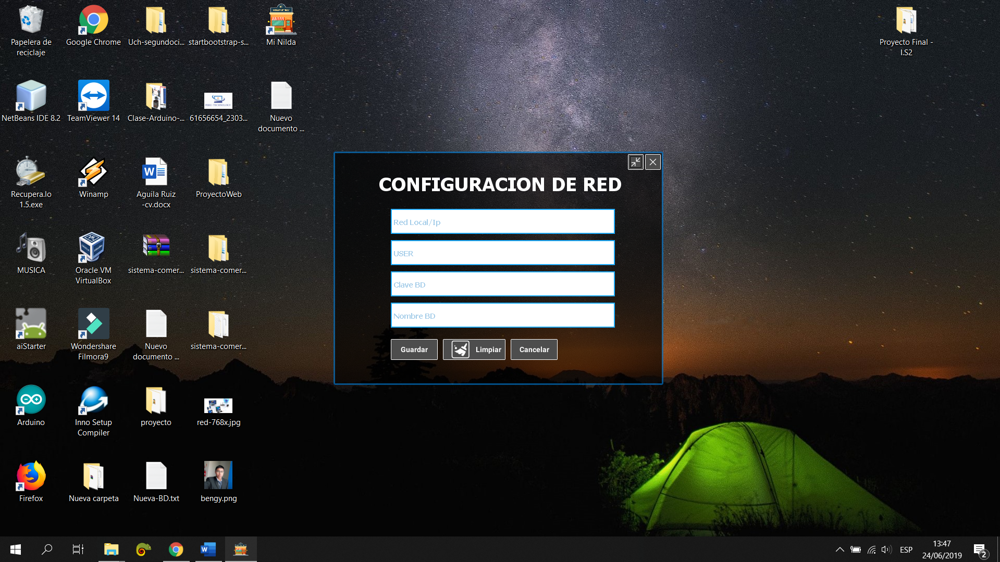 Papelera de
reciclaje
Google Chrome
Uch-segundoci...
startbootstrap-s...
Mi Nilda
Proyecto Final -
I.S2
NetBeans IDE 8.2
TeamViewer 14
Clase-Arduino-...
61656654_2303...
Nuevo
documento ...
Recupera.lo
1.5.exe
Winamp
Aguila Ruiz
-cv.docx
ProyectoWeb
MUSICA
Oracle VM
VirtualBox
sistema-comer...
sistema-comer...
aiStarter
Wondershare
Filmora9
Nuevo
documento ...
sistema-comer...
Arduino
Inno Setup
Compiler
proyecto
red-768x.jpg
Firefox
Nueva carpeta
Nueva-BD.txt
bengy.png
CONFIGURACION DE RED
Red Local/Ip
USER
Clave BD
Nombre BD
Guardar
Limpiar
Cancelar
ESP
13:47
24/06/2019
2